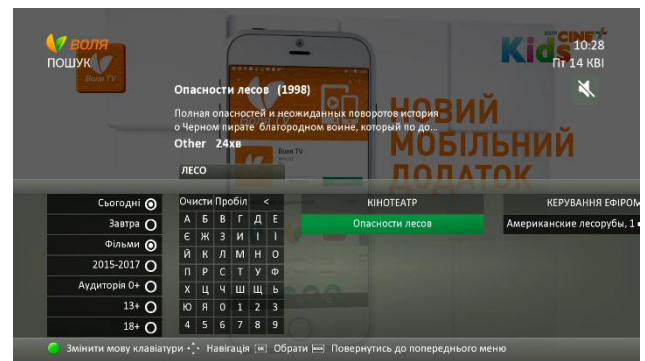 ВОЛЯ
ПОШУК
Воля TV
CINE+
Kids
10:28
Пт 14 КВІ
Опасности лесов (1998)
Полная опасностей и неожиданных поворотов история
о Черном пирате благородном воине, который по до...
Other 24хв
Воля TV
НОВИЙ
МОБІЛЬНИЙ
ДОДАТОК
ЛЕСО
Сьогодні
Завтра
Фільми
2015-2017
Аудиторія 0+
13+
18+
Очисти Пробіл <
А Б В Г Д Е
Є Ж З И І Ї
Й К Л М Н О
П Р С Т У Ф
Х Ц Ч Ш Щ Ь
Ю Я 0 1 2 3
4 5 6 7 8 9
КІНОТЕАТР
Опасности лесов
КЕРУВАННЯ ЕФІРОМ
Американские лесорубы, 1
Змінити мову клавіатури Навігація OK Обрати Повернутись до попереднього меню